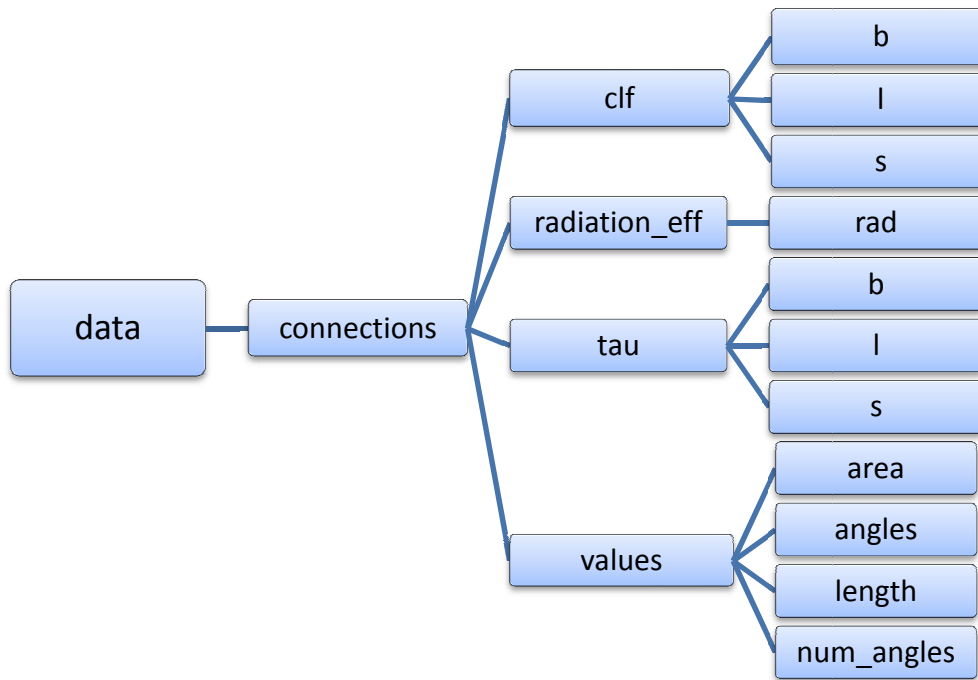 data
connections
clf
b
l
s
radiation_eff
rad
tau
b
l
s
values
area
angles
length
num_angles